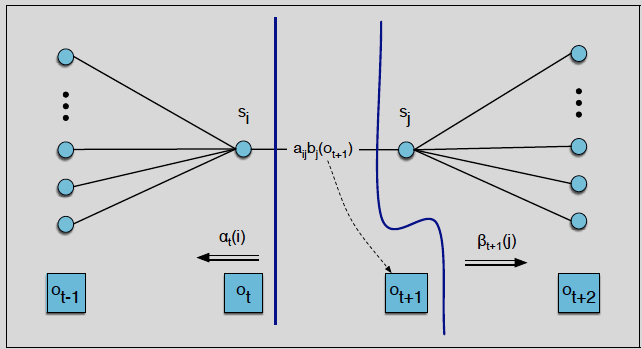 s_i
s_j
a_ij b_j(o_t+1)
α_t(i)
β_t+1(j)
o_t-1
o_t
o_t+1
o_t+2